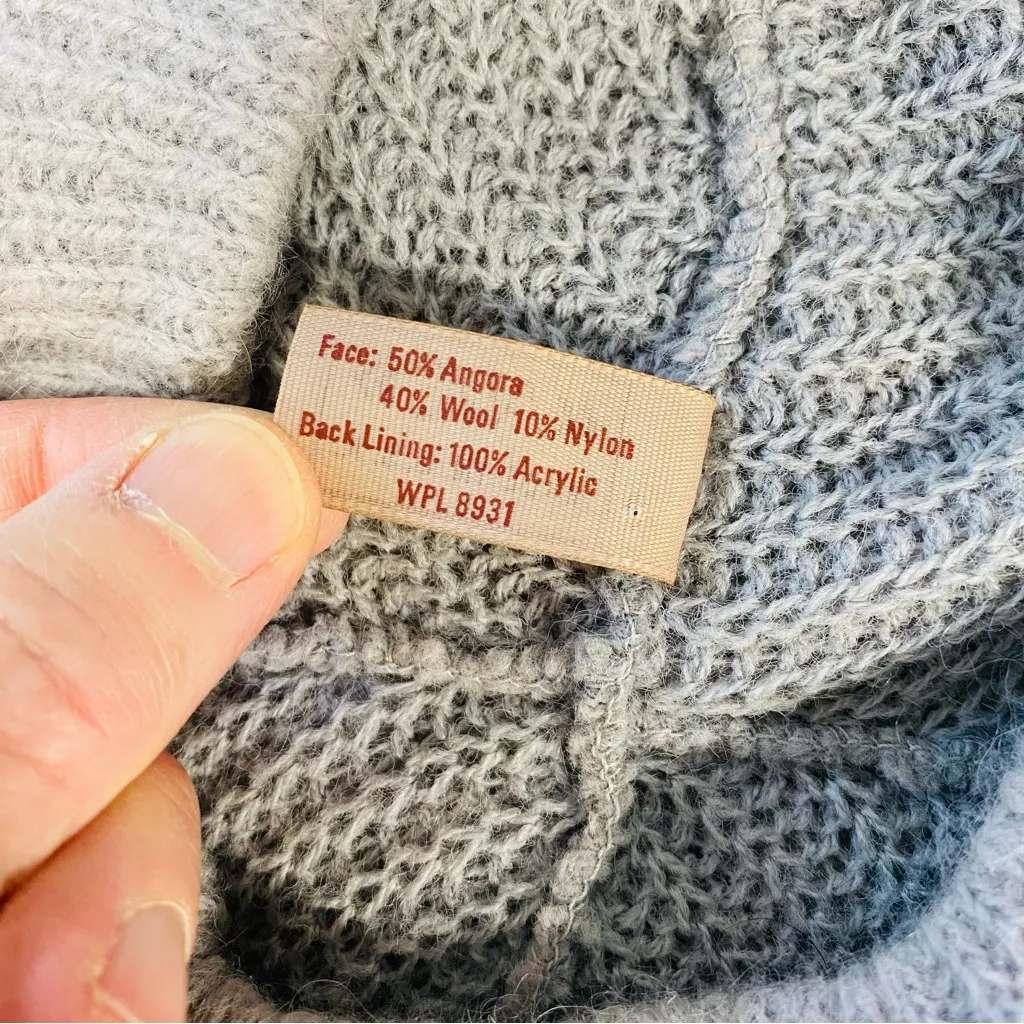 Face: 50% Angora
40% Wool 10% Nylon
Back Lining: 100% Acrylic
WPL 8931